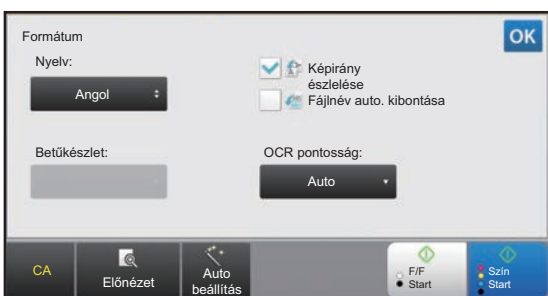 Formátum
OK
Nyelv:
Angol
Képirány
észlelése
Fájlnév auto. kibontása
Betűkészlet:
OCR pontosság:
Auto
CA
Előnézet
Auto
beállítás
F/F
Start
Szín
Start